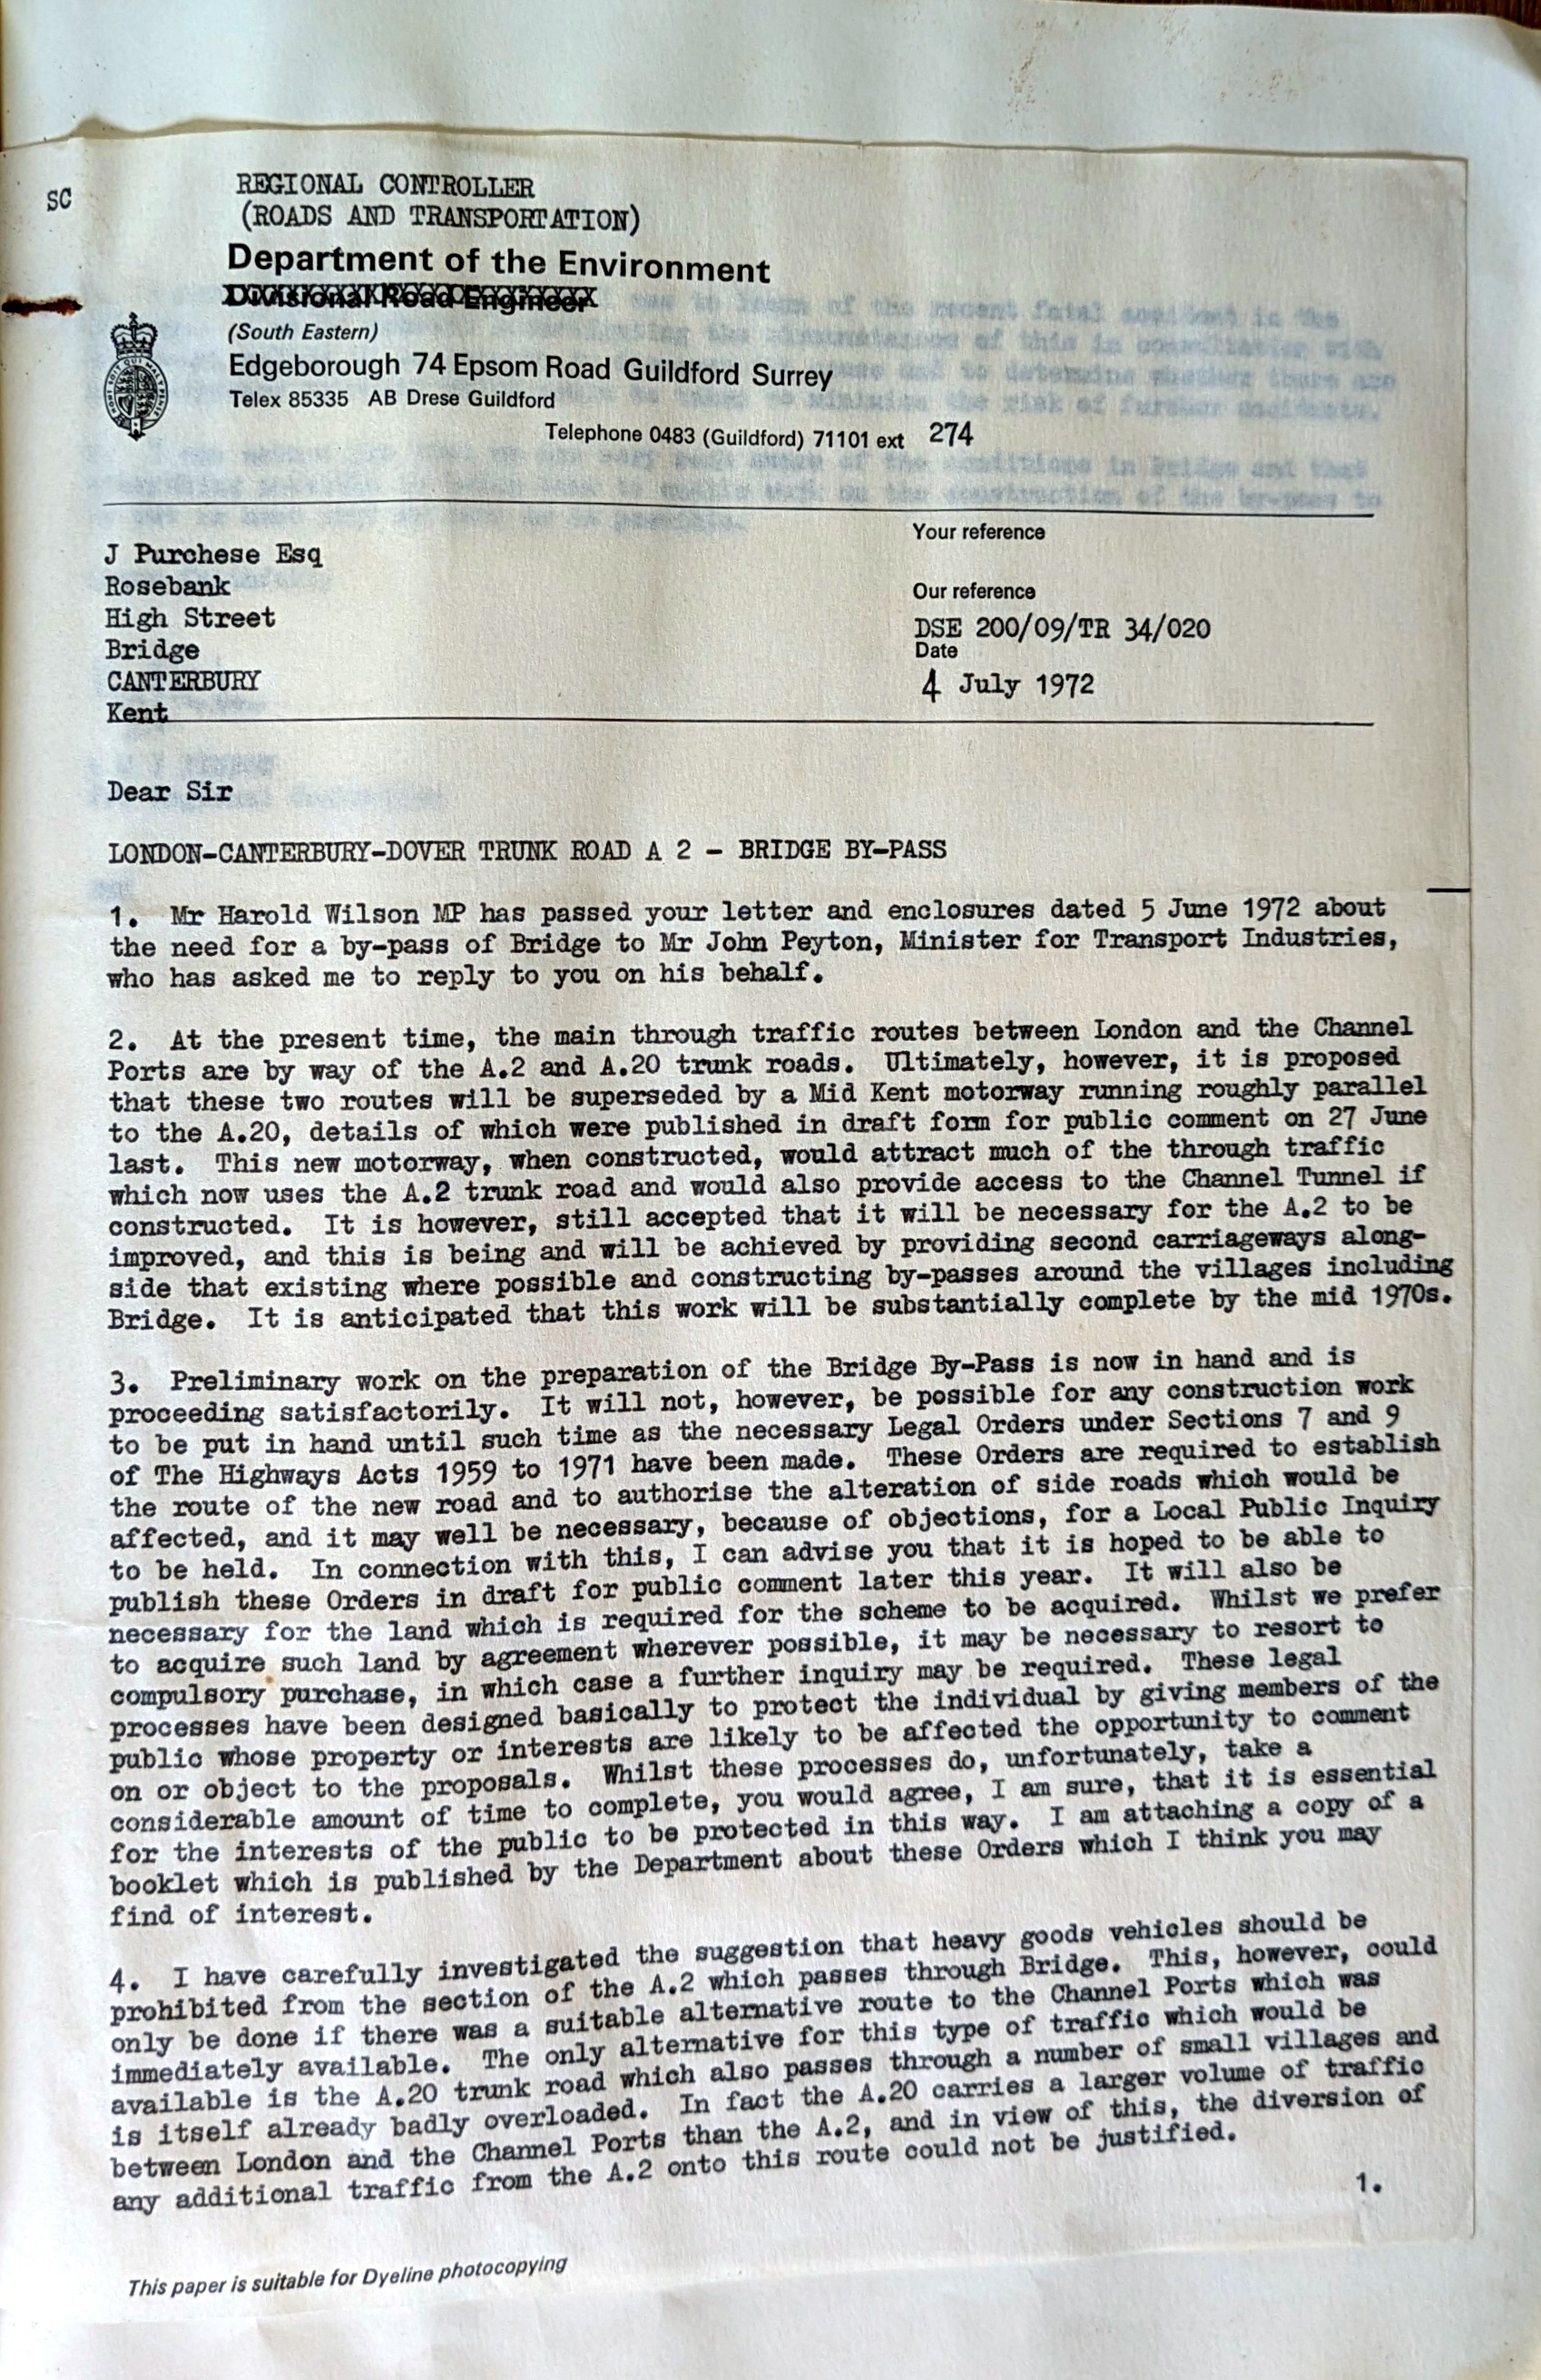 SC
REGIONAL CONTROLLER
(ROADS AND TRANSPORTATION)
Department of the Environment
Divisional Road Engineer
(South Eastern)
Edgeborough 74 Epsom Road Guildford Surrey
Telex 85335 AB Drese Guildford
Telephone 0483 (Guildford) 71101 ext 274
J Purchese Esq
Rosebank
High Street
Bridge
CANTERBURY
Kent
Your reference
Our reference
DSE 200/09/TR 34/020
Date
4 July 1972
Dear Sir
LONDON-CANTERBURY-DOVER TRUNK ROAD A 2 - BRIDGE BY-PASS
1. Mr Harold Wilson MP has passed your letter and enclosures dated 5 June 1972 about
the need for a by-pass of Bridge to Mr John Peyton, Minister for Transport Industries,
who has asked me to reply to you on his behalf.
2. At the present time, the main through traffic routes between London and the Channel
Ports are by way of the A.2 and A.20 trunk roads. Ultimately, however, it is proposed
that these two routes will be superseded by a Mid Kent motorway running roughly parallel
to the A.20, details of which were published in draft form for public comment on 27 June
last. This new motorway, when constructed, would attract much of the through traffic
which now uses the A.2 trunk road and would also provide access to the Channel Tunnel if
constructed. It is however, still accepted that it will be necessary for the A.2 to be
improved, and this is being and will be achieved by providing second carriageways along-
side that existing where possible and constructing by-passes around the villages including
Bridge. It is anticipated that this work will be substantially complete by the mid 1970s.
3. Preliminary work on the preparation of the Bridge By-Pass is now in hand and is
proceeding satisfactorily. It will not, however, be possible for any construction work
to be put in hand until such time as the necessary Legal Orders under Sections 7 and 9
of The Highways Acts 1959 to 1971 have been made. These Orders are required to establish
the route of the new road and to authorise the alteration of side roads which would be
affected, and it may well be necessary, because of objections, for a Local Public Inquiry
to be held. In connection with this, I can advise you that it is hoped to be able to
publish these Orders in draft for public comment later this year. It will also be
necessary for the land which is required for the scheme to be acquired. Whilst we prefer
to acquire such land by agreement wherever possible, it may be necessary to resort to
compulsory purchase, in which case a further inquiry may be required. These legal
processes have been designed basically to protect the individual by giving members of the
public whose property or interests are likely to be affected the opportunity to comment
on or object to the proposals. Whilst these processes do, unfortunately, take a
considerable amount of time to complete, you would agree, I am sure, that it is essential
for the interests of the public to be protected in this way. I am attaching a copy of a
booklet which is published by the Department about these Orders which I think you may
find of interest.
4. I have carefully investigated the suggestion that heavy goods vehicles should be
prohibited from the section of the A.2 which passes through Bridge. This, however, could
only be done if there was a suitable alternative route to the Channel Ports which was
immediately available. The only alternative for this type of traffic which would be
available is the A.20 trunk road which also passes through a number of small villages and
is itself already badly overloaded. In fact the A.20 carries a larger volume of traffic
between London and the Channel Ports than the A.2, and in view of this, the diversion of
any additional traffic from the A.2 onto this route could not be justified.
1.
This paper is suitable for Dyeline photocopying